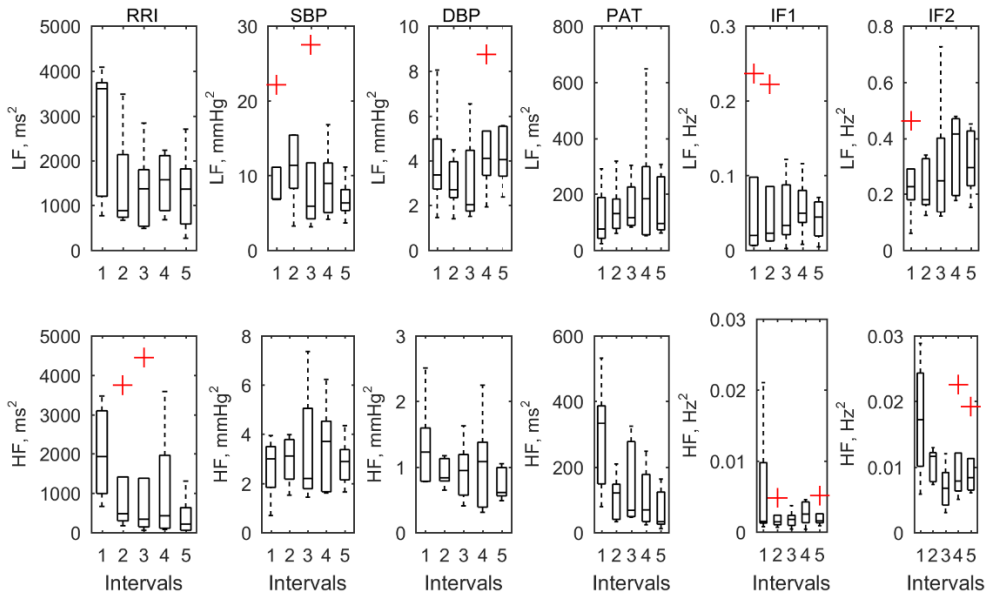 RRI SBP DBP PAT IF1 IF2
LF, ms²
5000
4000
3000
2000
1000
0
1 2 3 4 5
LF, mmHg²
30
20
10
0
1 2 3 4 5
LF, mmHg²
10
8
6
4
2
0
1 2 3 4 5
LF, ms²
800
600
400
200
0
1 2 3 4 5
LF, Hz²
0.3
0.2
0.1
0
1 2 3 4 5
LF, Hz²
0.8
0.6
0.4
0.2
0
1 2 3 4 5
HF, ms²
5000
4000
3000
2000
1000
0
1 2 3 4 5
Intervals
HF, mmHg²
8
6
4
2
0
1 2 3 4 5
Intervals
HF, mmHg²
3
2
1
0
1 2 3 4 5
Intervals
HF, ms²
600
400
200
0
1 2 3 4 5
Intervals
HF, Hz²
0.03
0.02
0.01
0
1 2 3 4 5
Intervals
HF, Hz²
0.03
0.02
0.01
0
1 2 3 4 5
Intervals